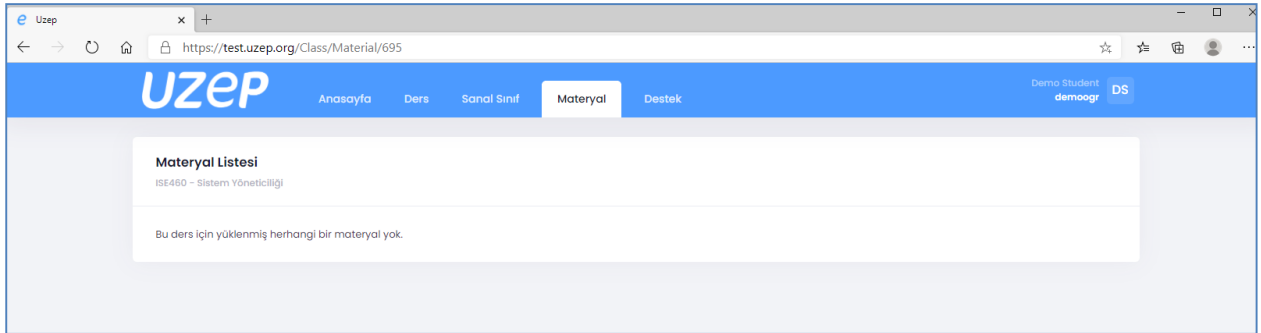 Uzep
https://test.uzep.org/Class/Material/695
uzep
Anasayfa Ders Sanal Sınıf Materyal Destek
Demo Student
demoogr
DS
Materyal Listesi
ISE460 - Sistem Yöneticiliği
Bu ders için yüklenmiş herhangi bir materyal yok.